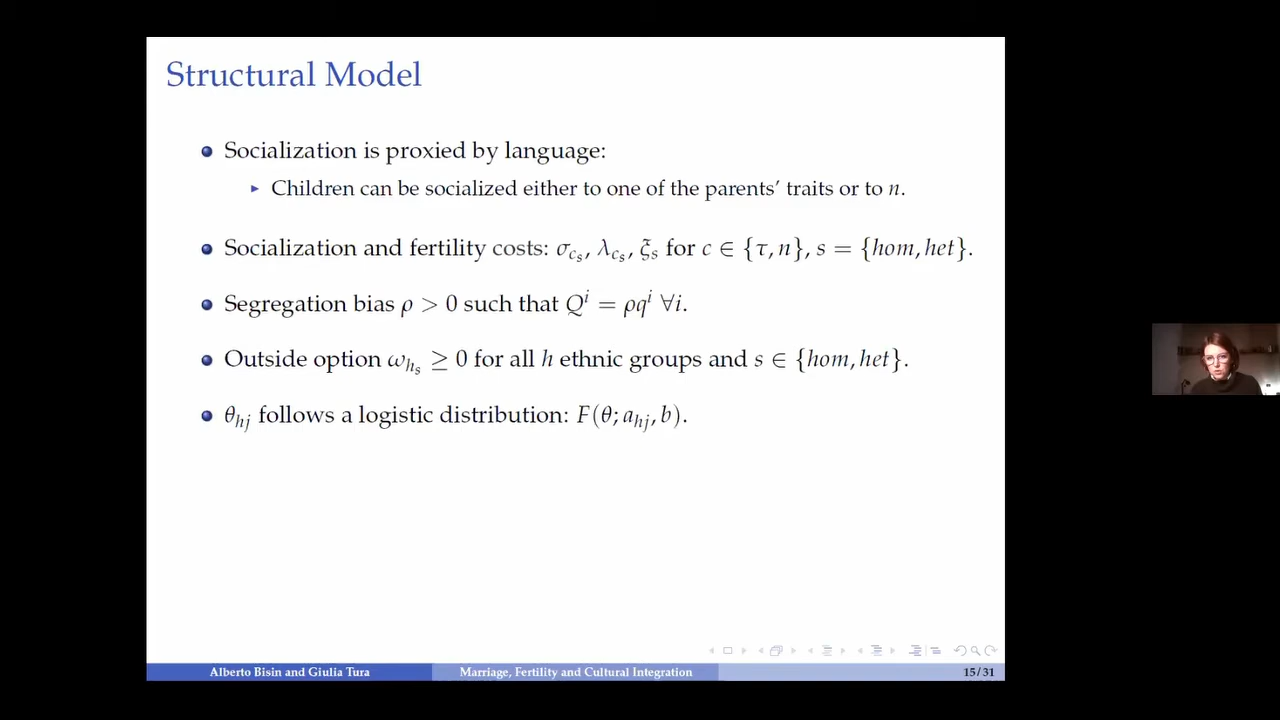 Structural Model
Socialization is proxied by language:
Children can be socialized either to one of the parents' traits or to n.
Socialization and fertility costs: σ_{c_s}, λ_{c_s}, ξ_s for c ∈ {τ, n}, s = {hom, het}.
Segregation bias ρ > 0 such that Q^i = ρq^i ∀i.
Outside option ω_{h_s} ≥ 0 for all h ethnic groups and s ∈ {hom, het}.
θ_{hj} follows a logistic distribution: F(θ; a_{hj}, b).
Alberto Bisin and Giulia Tura
Marriage, Fertility and Cultural Integration
15/31